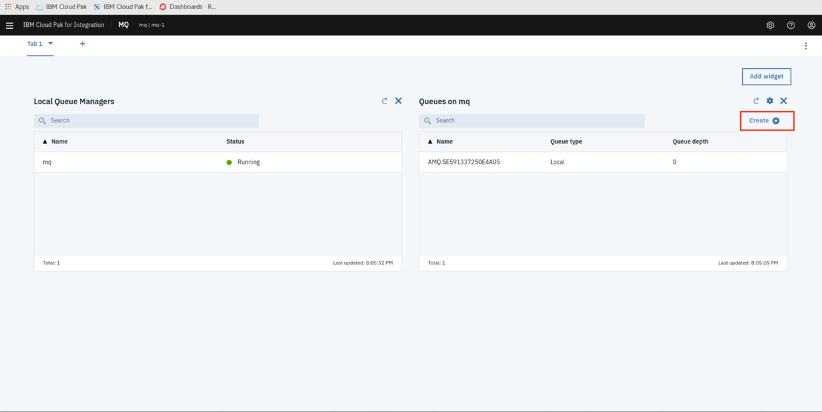 Apps IBM Cloud Pak IBM Cloud Pak f... Dashboards · R...
IBM Cloud Pak for Integration MQ mq | mq-1
Tab 1
Add widget
Local Queue Managers
Search
Name Status
mq Running
Total: 1 Last updated: 8:05:32 PM
Queues on mq
Search Create
Name Queue type Queue depth
AMQ.5E591337250E4A05 Local 0
Total: 1 Last updated: 8:05:05 PM